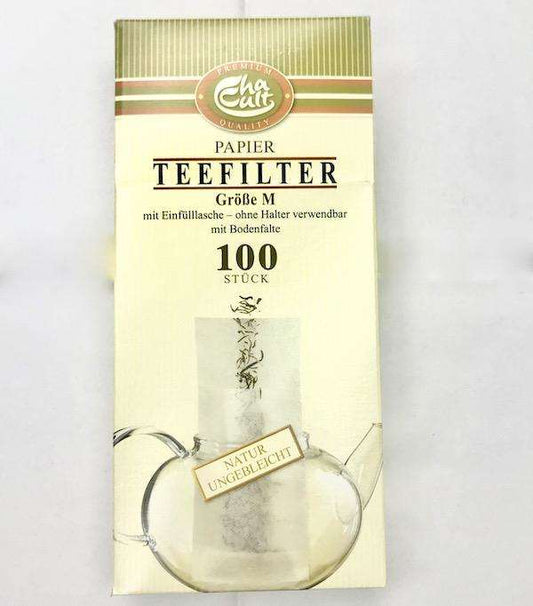 PREMIUM
Cha
Cult
QUALITY
PAPIER
TEEFILTER
Größe M
mit Einfülllasche – ohne Halter verwendbar
mit Bodenfalte
100
STÜCK
NATUR
UNGEBLEICHT